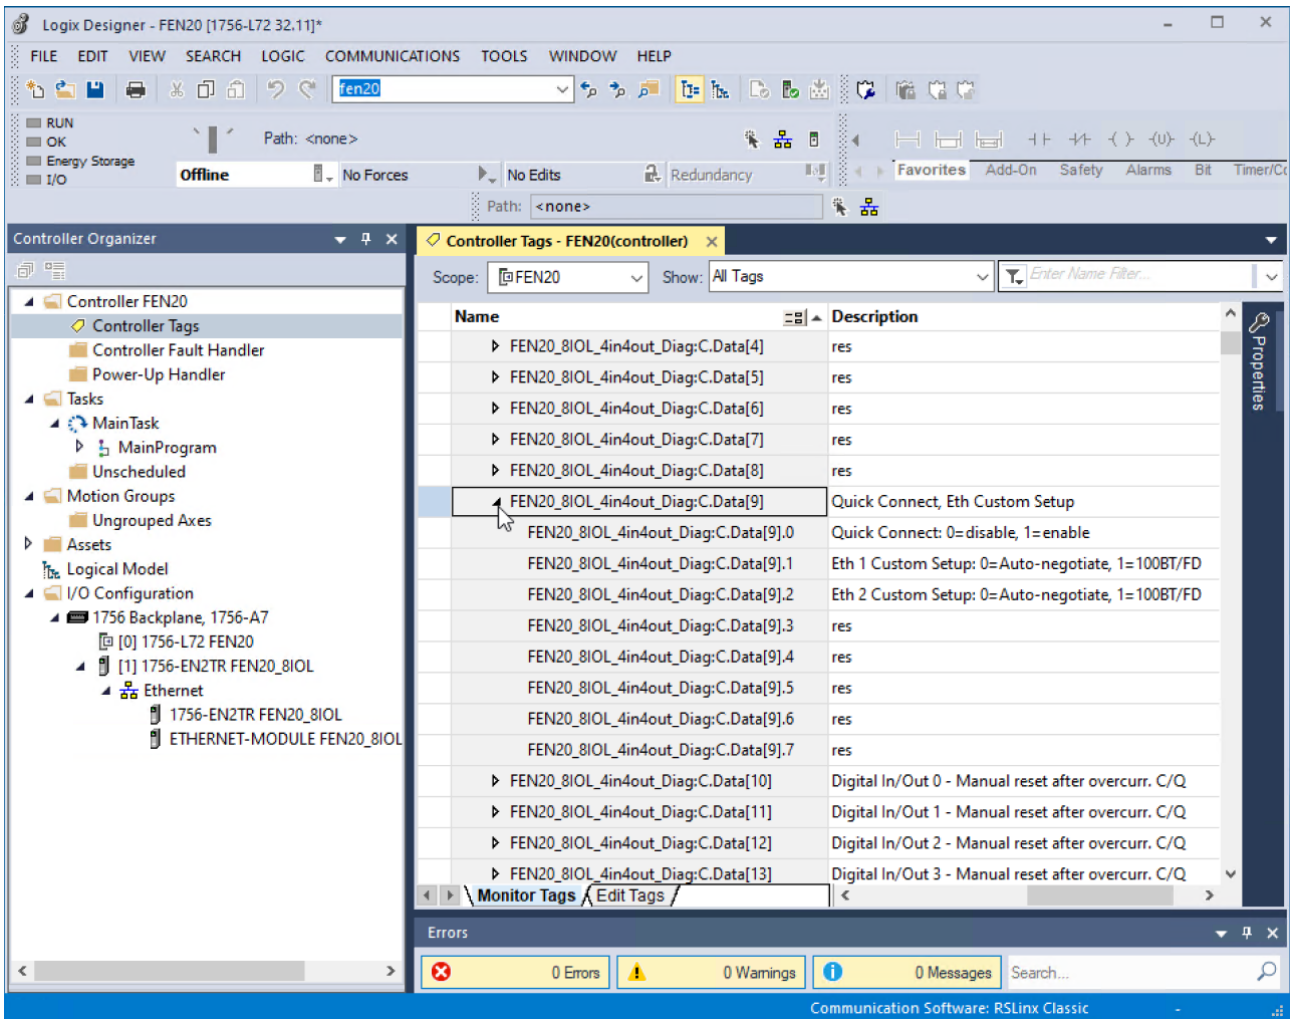 Logix Designer - FEN20 [1756-L72 32.11]*
FILE EDIT VIEW SEARCH LOGIC COMMUNICATIONS TOOLS WINDOW HELP
fen20
RUN
OK
Energy Storage
I/O
Path: <none>
Offline
No Forces
No Edits
Redundancy
Favorites Add-On Safety Alarms Bit Timer/Co
Path: <none>
Controller Organizer
Controller FEN20
Controller Tags
Controller Fault Handler
Power-Up Handler
Tasks
MainTask
MainProgram
Unscheduled
Motion Groups
Ungrouped Axes
Assets
Logical Model
I/O Configuration
1756 Backplane, 1756-A7
[0] 1756-L72 FEN20
[1] 1756-EN2TR FEN20_8IOL
Ethernet
1756-EN2TR FEN20_8IOL
ETHERNET-MODULE FEN20_8IOL
Controller Tags - FEN20(controller)
Scope: FEN20 Show: All Tags Enter Name Filter...
Name Description
FEN20_8IOL_4in4out_Diag:C.Data[4] res
FEN20_8IOL_4in4out_Diag:C.Data[5] res
FEN20_8IOL_4in4out_Diag:C.Data[6] res
FEN20_8IOL_4in4out_Diag:C.Data[7] res
FEN20_8IOL_4in4out_Diag:C.Data[8] res
FEN20_8IOL_4in4out_Diag:C.Data[9] Quick Connect, Eth Custom Setup
FEN20_8IOL_4in4out_Diag:C.Data[9].0 Quick Connect: 0=disable, 1=enable
FEN20_8IOL_4in4out_Diag:C.Data[9].1 Eth 1 Custom Setup: 0=Auto-negotiate, 1=100BT/FD
FEN20_8IOL_4in4out_Diag:C.Data[9].2 Eth 2 Custom Setup: 0=Auto-negotiate, 1=100BT/FD
FEN20_8IOL_4in4out_Diag:C.Data[9].3 res
FEN20_8IOL_4in4out_Diag:C.Data[9].4 res
FEN20_8IOL_4in4out_Diag:C.Data[9].5 res
FEN20_8IOL_4in4out_Diag:C.Data[9].6 res
FEN20_8IOL_4in4out_Diag:C.Data[9].7 res
FEN20_8IOL_4in4out_Diag:C.Data[10] Digital In/Out 0 - Manual reset after overcurr. C/Q
FEN20_8IOL_4in4out_Diag:C.Data[11] Digital In/Out 1 - Manual reset after overcurr. C/Q
FEN20_8IOL_4in4out_Diag:C.Data[12] Digital In/Out 2 - Manual reset after overcurr. C/Q
FEN20_8IOL_4in4out_Diag:C.Data[13] Digital In/Out 3 - Manual reset after overcurr. C/Q
Monitor Tags Edit Tags
Properties
Errors
0 Errors 0 Warnings 0 Messages Search...
Communication Software: RSLinx Classic -